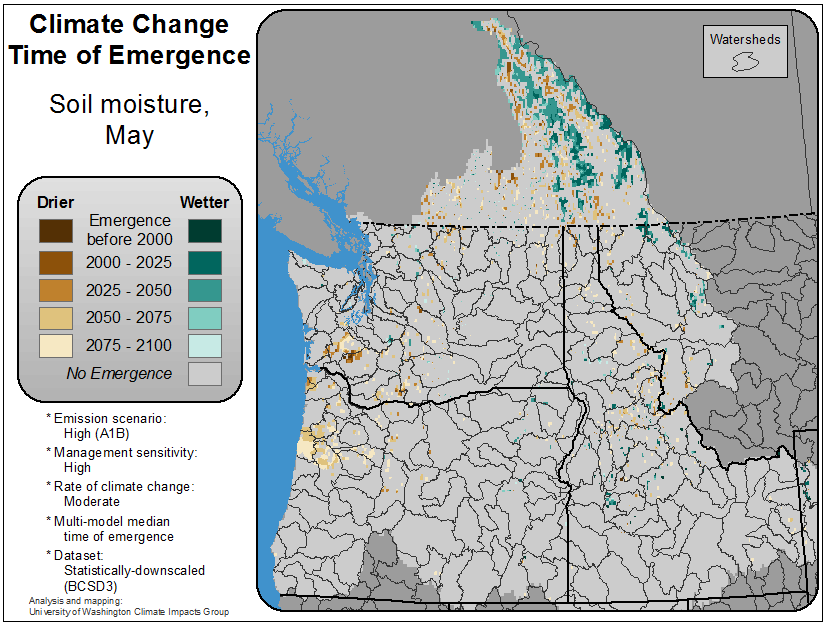 Climate Change
Time of Emergence
Soil moisture,
May
Drier
Wetter
Emergence
before 2000
2000 - 2025
2025 - 2050
2050 - 2075
2075 - 2100
No Emergence
* Emission scenario:
High (A1B)
* Management sensitivity:
High
* Rate of climate change:
Moderate
* Multi-model median
time of emergence
* Dataset:
Statistically-downscaled
(BCSD3)
Analysis and mapping:
University of Washington Climate Impacts Group
Watersheds